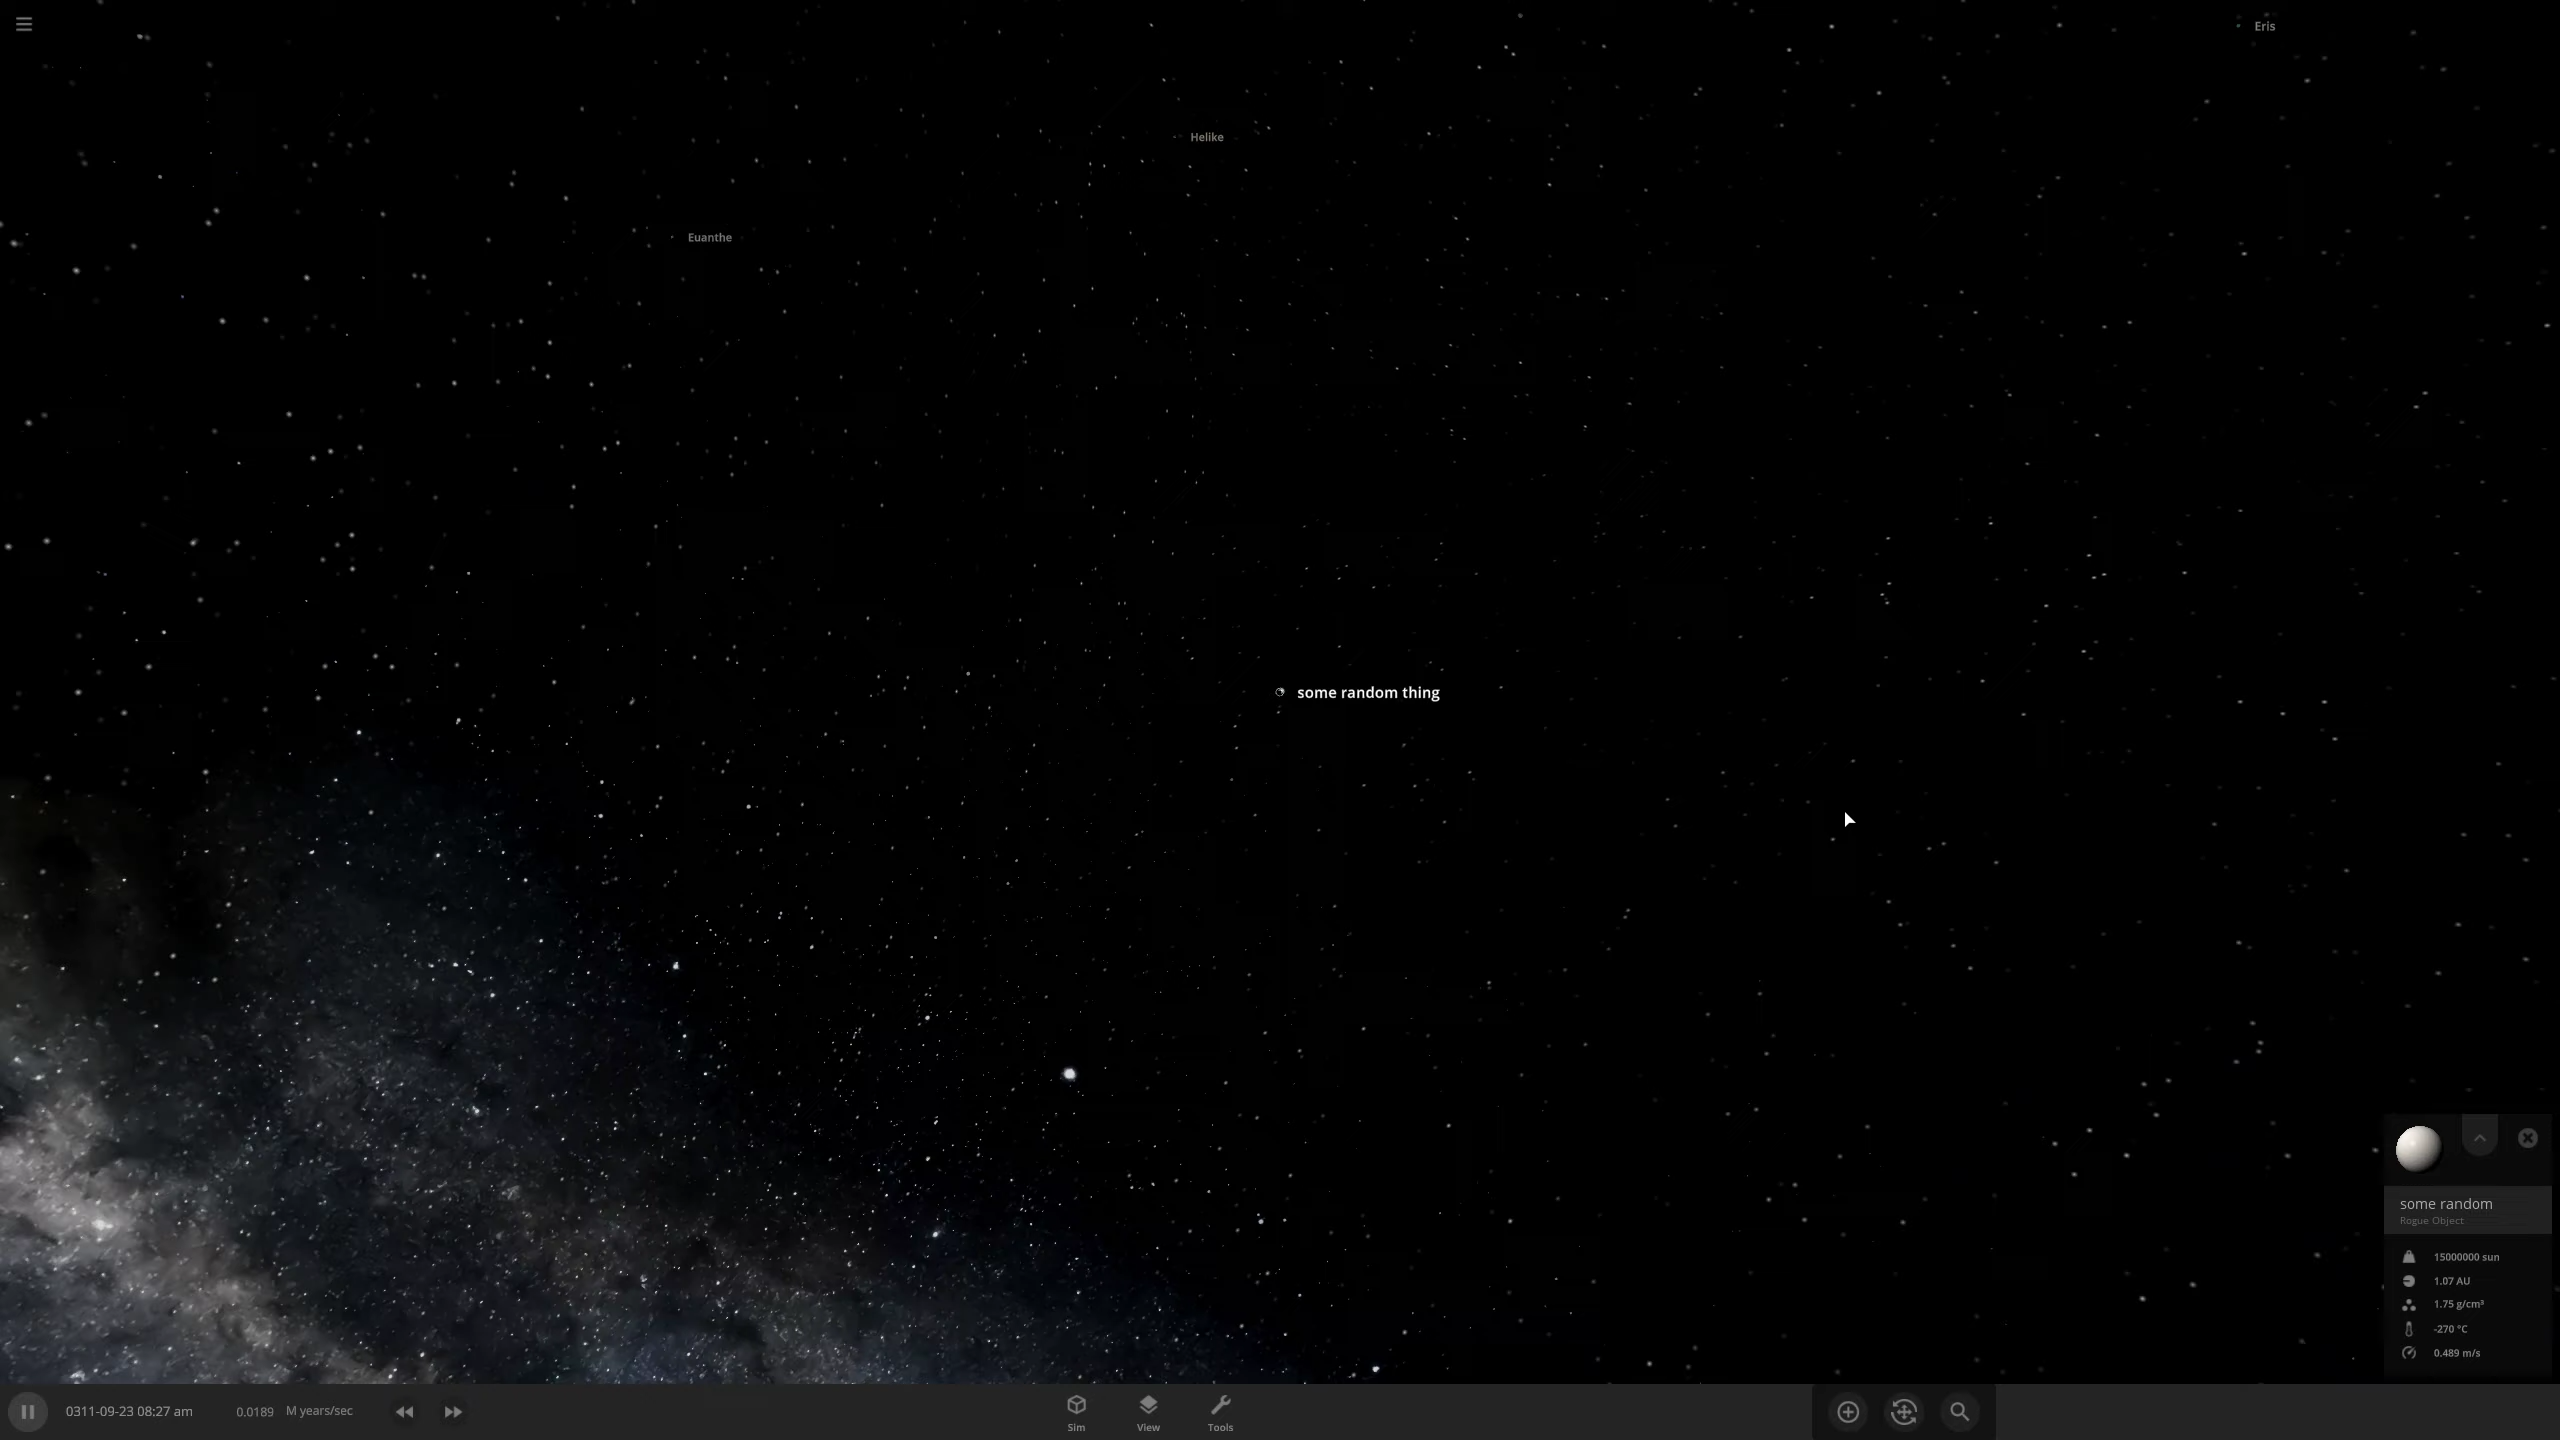 Eris
Helike
Euanthe
some random thing
some random
Rogue Object
15000000 sun
1.07 AU
1.75 g/cm³
-270 °C
0.489 m/s
0311-09-23 08:27 am
0.0189 M years/sec
Sim
View
Tools